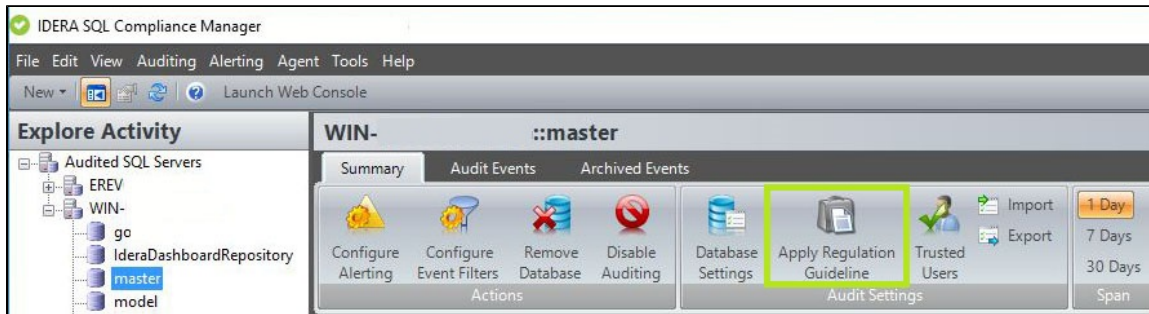 IDERA SQL Compliance Manager
File Edit View Auditing Alerting Agent Tools Help
New Launch Web Console
Explore Activity
Audited SQL Servers
EREV
WIN-
go
IderaDashboardRepository
master
model
WIN- ::master
Summary Audit Events Archived Events
Configure Alerting
Configure Event Filters
Remove Database
Disable Auditing
Actions
Database Settings
Apply Regulation Guideline
Trusted Users
Import
Export
Audit Settings
1 Day
7 Days
30 Days
Span